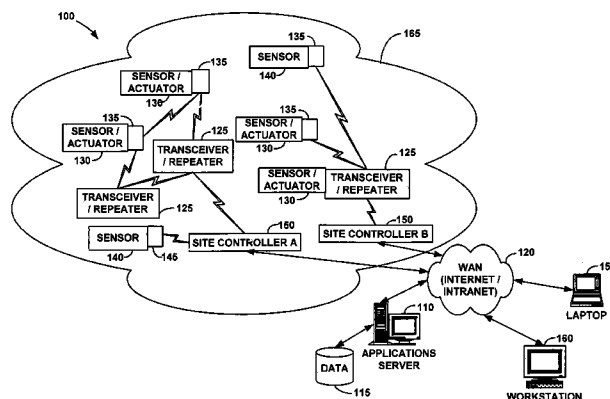 100
165
135
SENSOR
140
135
SENSOR /
ACTUATOR
130
135
SENSOR /
ACTUATOR
130
135
SENSOR /
ACTUATOR
130
125
TRANSCEIVER
/ REPEATER
125
SENSOR /
ACTUATOR
130
TRANSCEIVER
/ REPEATER
TRANSCEIVER
/ REPEATER
125
150
SITE CONTROLLER A
150
SITE CONTROLLER B
SENSOR
140
145
120
WAN
(INTERNET /
INTRANET)
15
LAPTOP
110
APPLICATIONS
SERVER
DATA
115
160
WORKSTATION